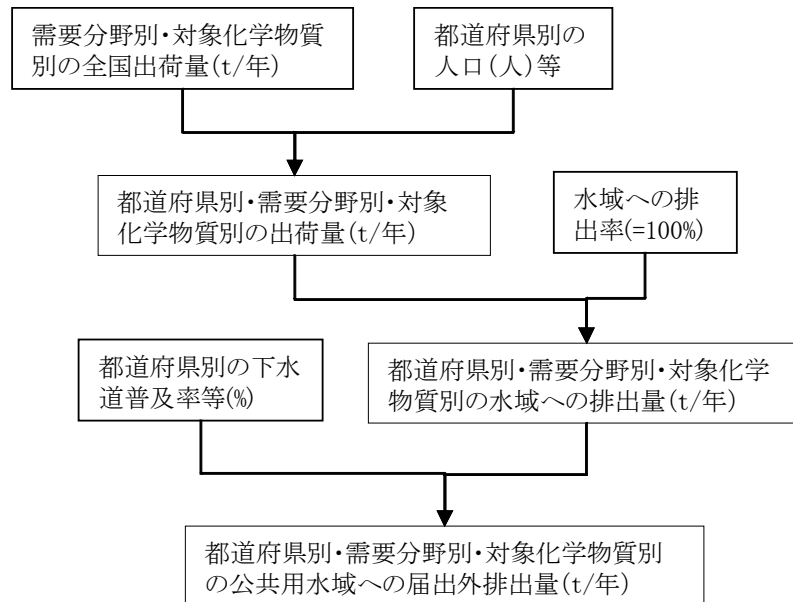 需要分野別・対象化学物質
別の全国出荷量(t/年)
都道府県別の
人口(人)等
都道府県別・需要分野別・対象
化学物質別の出荷量(t/年)
水域への排
出率(=100%)
都道府県別の下水
道普及率等(%)
都道府県別・需要分野別・対象化学
物質別の水域への排出量(t/年)
都道府県別・需要分野別・対象化学物質別
の公共用水域への届出外排出量(t/年)